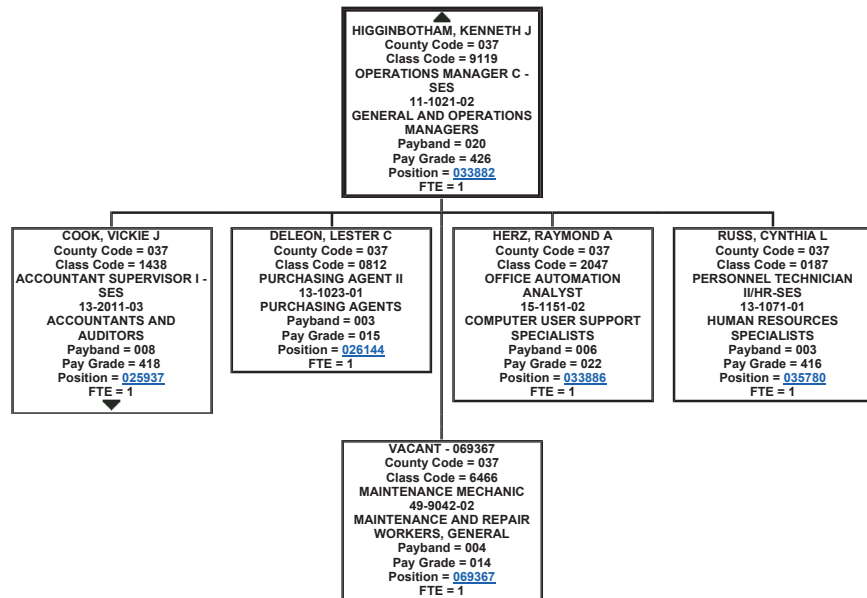 HIGGINBOTHAM, KENNETH J
County Code = 037
Class Code = 9119
OPERATIONS MANAGER C -
SES
11-1021-02
GENERAL AND OPERATIONS
MANAGERS
Payband = 020
Pay Grade = 426
Position = 033882
FTE = 1
COOK, VICKIE J
County Code = 037
Class Code = 1438
ACCOUNTANT SUPERVISOR I -
SES
13-2011-03
ACCOUNTANTS AND
AUDITORS
Payband = 008
Pay Grade = 418
Position = 025937
FTE = 1
DELEON, LESTER C
County Code = 037
Class Code = 0812
PURCHASING AGENT II
13-1023-01
PURCHASING AGENTS
Payband = 003
Pay Grade = 015
Position = 026144
FTE = 1
HERZ, RAYMOND A
County Code = 037
Class Code = 2047
OFFICE AUTOMATION
ANALYST
15-1151-02
COMPUTER USER SUPPORT
SPECIALISTS
Payband = 006
Pay Grade = 022
Position = 033886
FTE = 1
RUSS, CYNTHIA L
County Code = 037
Class Code = 0187
PERSONNEL TECHNICIAN
II/HR-SES
13-1071-01
HUMAN RESOURCES
SPECIALISTS
Payband = 003
Pay Grade = 416
Position = 035780
FTE = 1
VACANT - 069367
County Code = 037
Class Code = 6466
MAINTENANCE MECHANIC
49-9042-02
MAINTENANCE AND REPAIR
WORKERS, GENERAL
Payband = 004
Pay Grade = 014
Position = 069367
FTE = 1